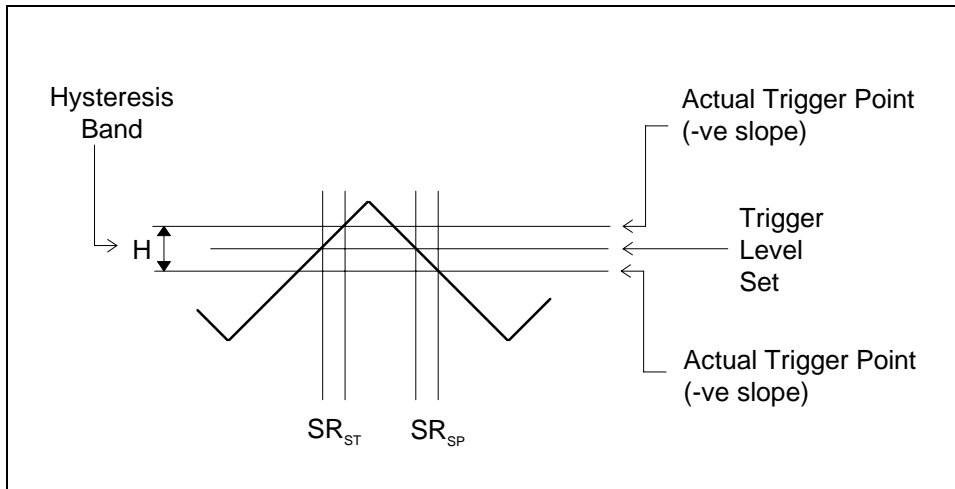 Hysteresis
Band
Actual Trigger Point
(-ve slope)
H
Trigger
Level
Set
Actual Trigger Point
(-ve slope)
SRST
SRSP